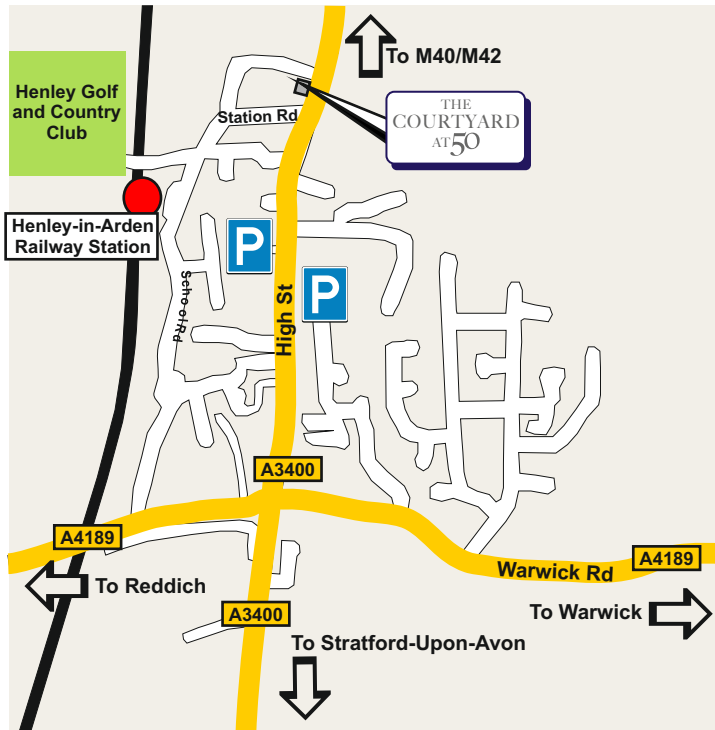 To M40/M42
Henley Golf
and Country
Club
THE
COURTYARD
AT 50
Station Rd
Henley-in-Arden
Railway Station
P
P
School Rd
High St
A3400
A4189
Warwick Rd
A4189
To Reddich
To Warwick
A3400
To Stratford-Upon-Avon